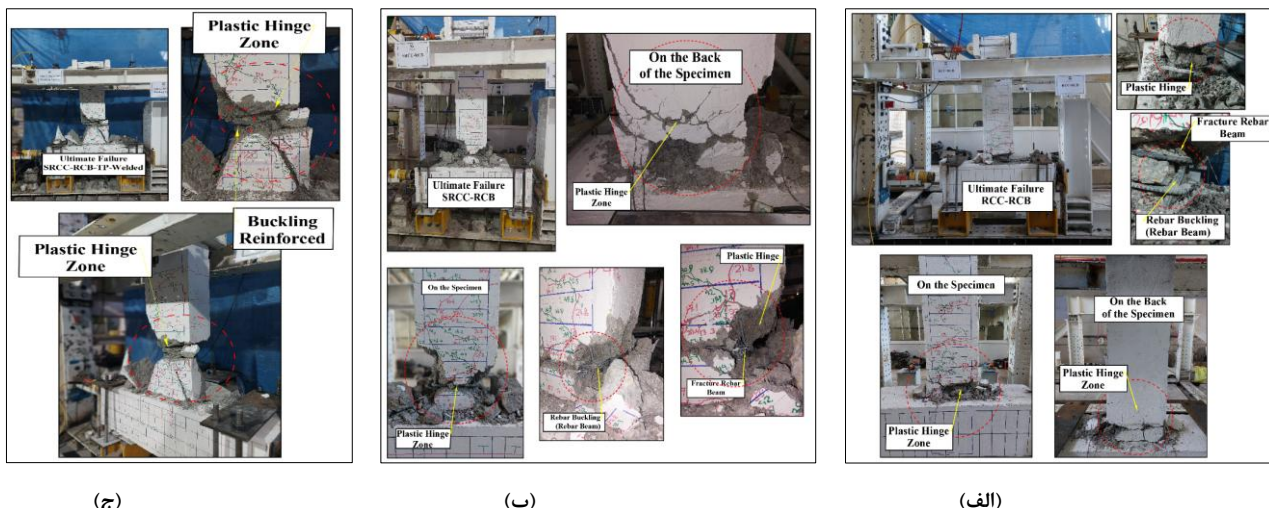 Plastic Hinge
Zone
Ultimate Failure
SRCC-RCB-TP-Welded
Buckling
Reinforced
Plastic Hinge
Zone
(ج)
On the Back
of the Specimen
Plastic Hinge
Zone
Ultimate Failure
SRCC-RCB
On the Specimen
Plastic Hinge
Zone
Rebar Buckling
(Rebar Beam)
Plastic Hinge
Fracture Rebar
Beam
(ب)
Ultimate Failure
RCC-RCB
Plastic Hinge
Fracture Rebar
Beam
Rebar Buckling
(Rebar Beam)
On the Specimen
Plastic Hinge
Zone
On the Back
of the Specimen
Plastic Hinge
Zone
(الف)